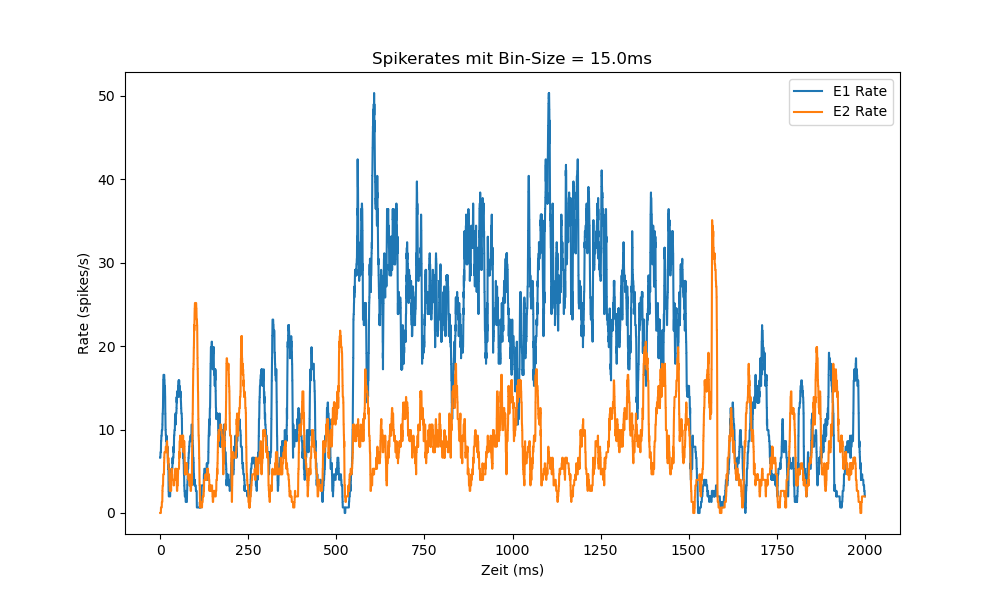 Spikerates mit Bin-Size = 15.0ms
E1 Rate
E2 Rate
50
40
30
20
10
0
Rate (spikes/s)
0 250 500 750 1000 1250 1500 1750 2000
Zeit (ms)